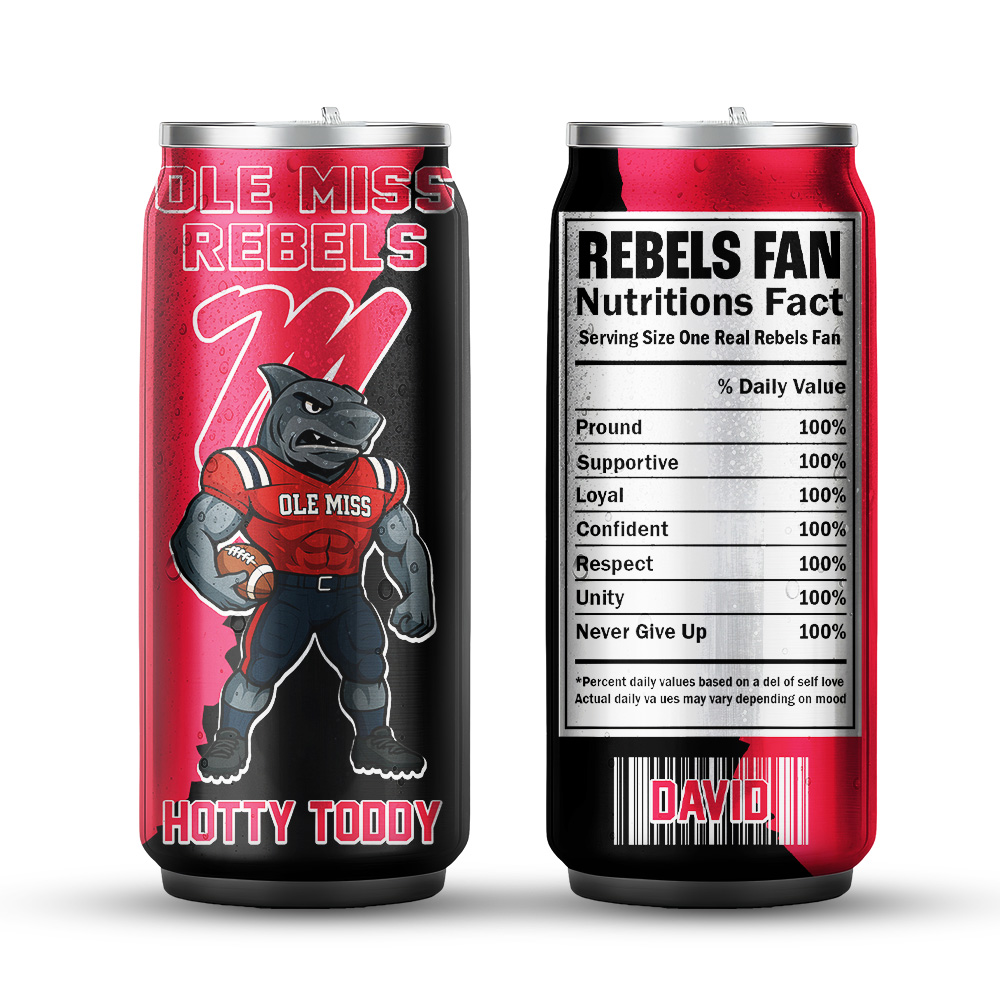 OLE MISS
REBELS
M
OLE MISS
HOTTY TODDY
REBELS FAN
Nutritions Fact
Serving Size One Real Rebels Fan
% Daily Value
Pround 100%
Supportive 100%
Loyal 100%
Confident 100%
Respect 100%
Unity 100%
Never Give Up 100%
*Percent daily values based on a del of self love
Actual daily va ues may vary depending on mood
DAVID